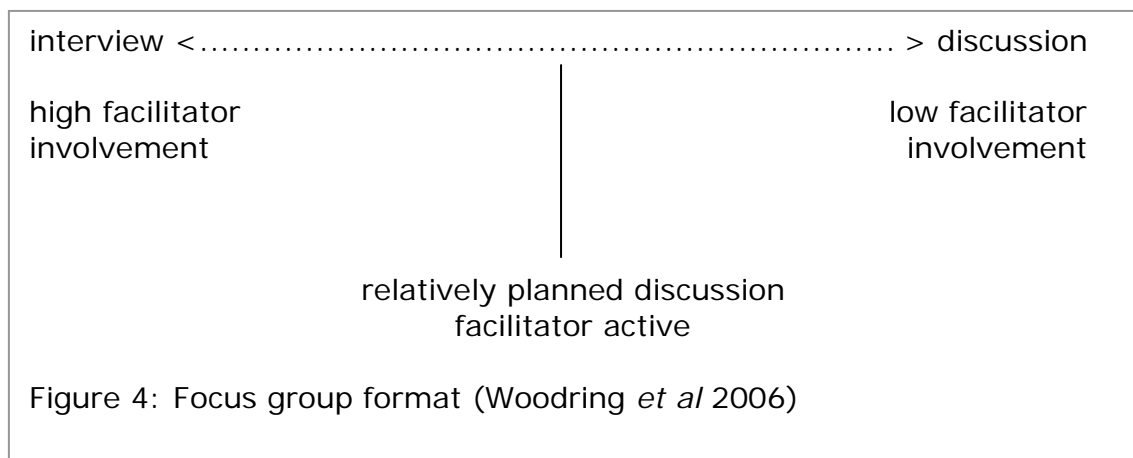 interview <.................................................................. > discussion
high facilitator
involvement
low facilitator
involvement
relatively planned discussion
facilitator active
Figure 4: Focus group format (Woodring et al 2006)